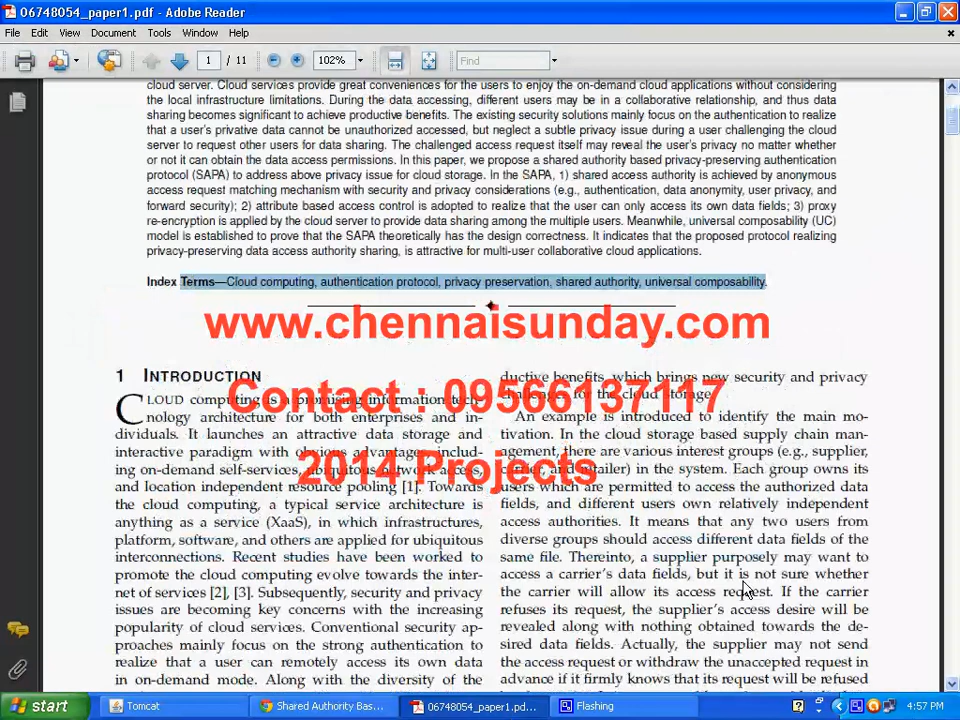 06748054_paper1.pdf - Adobe Reader
File Edit View Document Tools Window Help
1 / 11 102% Find
cloud server. Cloud services provide great conveniences for the users to enjoy the on-demand cloud applications without considering
the local infrastructure limitations. During the data accessing, different users may be in a collaborative relationship, and thus data
sharing becomes significant to achieve productive benefits. The existing security solutions mainly focus on the authentication to realize
that a user's privative data cannot be unauthorized accessed, but neglect a subtle privacy issue during a user challenging the cloud
server to request other users for data sharing. The challenged access request itself may reveal the user's privacy no matter whether
or not it can obtain the data access permissions. In this paper, we propose a shared authority based privacy-preserving authentication
protocol (SAPA) to address above privacy issue for cloud storage. In the SAPA, 1) shared access authority is achieved by anonymous
access request matching mechanism with security and privacy considerations (e.g., authentication, data anonymity, user privacy, and
forward security); 2) attribute based access control is adopted to realize that the user can only access its own data fields; 3) proxy
re-encryption is applied by the cloud server to provide data sharing among the multiple users. Meanwhile, universal composability (UC)
model is established to prove that the SAPA theoretically has the design correctness. It indicates that the proposed protocol realizing
privacy-preserving data access authority sharing, is attractive for multi-user collaborative cloud applications.
Index Terms—Cloud computing, authentication protocol, privacy preservation, shared authority, universal composability.
www.chennaisunday.com
Contact : 09566137117
2014 Projects
1 INTRODUCTION
CLOUD computing is a promising information tech-
nology architecture for both enterprises and in-
dividuals. It launches an attractive data storage and
interactive paradigm with obvious advantages, includ-
ing on-demand self-services, ubiquitous network access,
and location independent resource pooling [1]. Towards
the cloud computing, a typical service architecture is
anything as a service (XaaS), in which infrastructures,
platform, software, and others are applied for ubiquitous
interconnections. Recent studies have been worked to
promote the cloud computing evolve towards the inter-
net of services [2], [3]. Subsequently, security and privacy
issues are becoming key concerns with the increasing
popularity of cloud services. Conventional security ap-
proaches mainly focus on the strong authentication to
realize that a user can remotely access its own data
in on-demand mode. Along with the diversity of the
ductive benefits, which brings new security and privacy
challenges for the cloud storage.
An example is introduced to identify the main mo-
tivation. In the cloud storage based supply chain man-
agement, there are various interest groups (e.g., supplier,
carrier, and retailer) in the system. Each group owns its
users which are permitted to access the authorized data
fields, and different users own relatively independent
access authorities. It means that any two users from
diverse groups should access different data fields of the
same file. Thereinto, a supplier purposely may want to
access a carrier's data fields, but it is not sure whether
the carrier will allow its access request. If the carrier
refuses its request, the supplier's access desire will be
revealed along with nothing obtained towards the de-
sired data fields. Actually, the supplier may not send
the access request or withdraw the unaccepted request in
advance if it firmly knows that its request will be refused
start Tomcat Shared Authority Bas... 06748054_paper1.pd... Flashing 4:57 PM